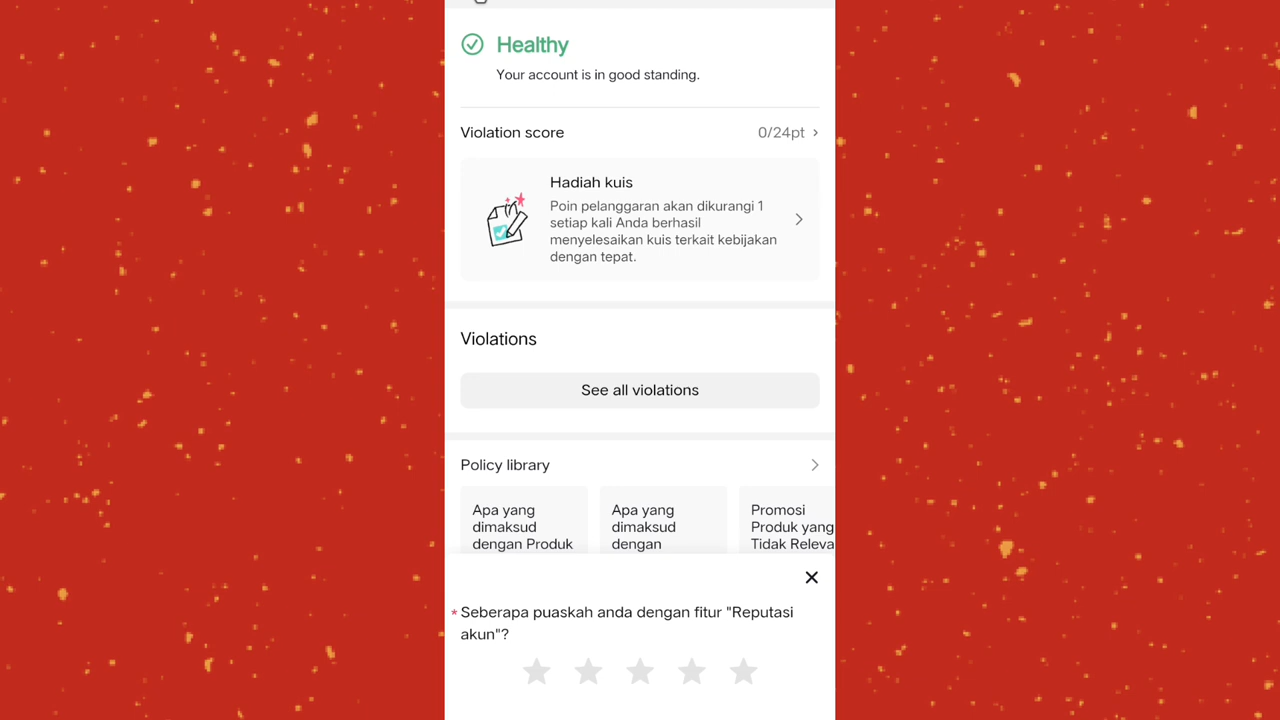 Healthy
Your account is in good standing.
Violation score
0/24pt
Hadiah kuis
Poin pelanggaran akan dikurangi 1
setiap kali Anda berhasil
menyelesaikan kuis terkait kebijakan
dengan tepat.
Violations
See all violations
Policy library
Apa yang
dimaksud
dengan Produk
Apa yang
dimaksud
dengan
Promosi
Produk yang
Tidak Releva
* Seberapa puaskah anda dengan fitur "Reputasi
akun"?